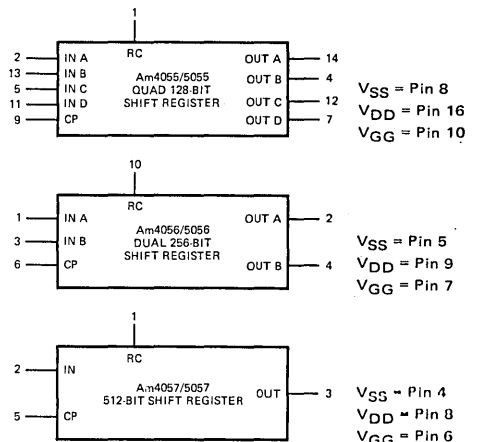 1
RC
2 IN A OUT A 14
13 IN B Am4055/5055 OUT B 4
5 IN C QUAD 128-BIT
11 IN D SHIFT REGISTER OUT C 12
9 CP OUT D 7
VSS = Pin 8
VDD = Pin 16
VGG = Pin 10
10
RC
1 IN A OUT A 2
Am4056/5056
3 IN B DUAL 256-BIT
SHIFT REGISTER
6 CP OUT B 4
VSS = Pin 5
VDD = Pin 9
VGG = Pin 7
1
RC
2 IN
Am4057/5057
512-BIT SHIFT REGISTER OUT 3
5 CP
VSS = Pin 4
VDD = Pin 8
VGG = Pin 6